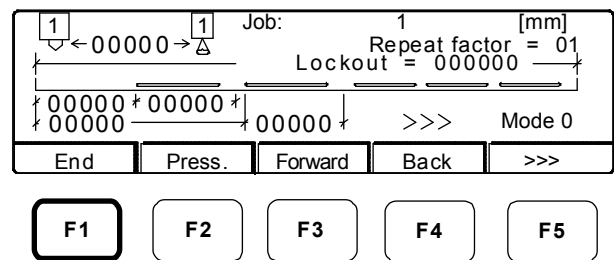 1 1 Job: 1 [mm]
←00000→ Repeat factor = 01
Lockout = 000000
00000 00000
00000 00000 >>> Mode 0
End Press. Forward Back >>>
F1 F2 F3 F4 F5